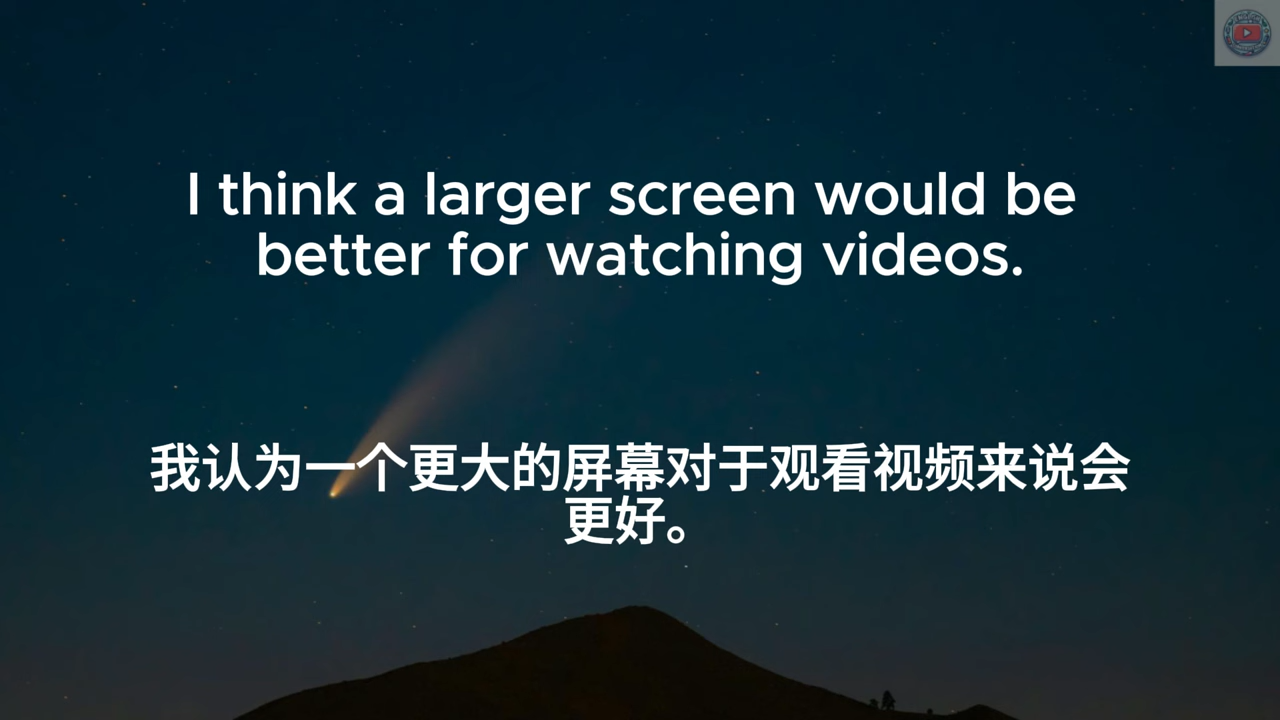 I think a larger screen would be
better for watching videos.
我认为一个更大的屏幕对于观看视频来说会
更好。